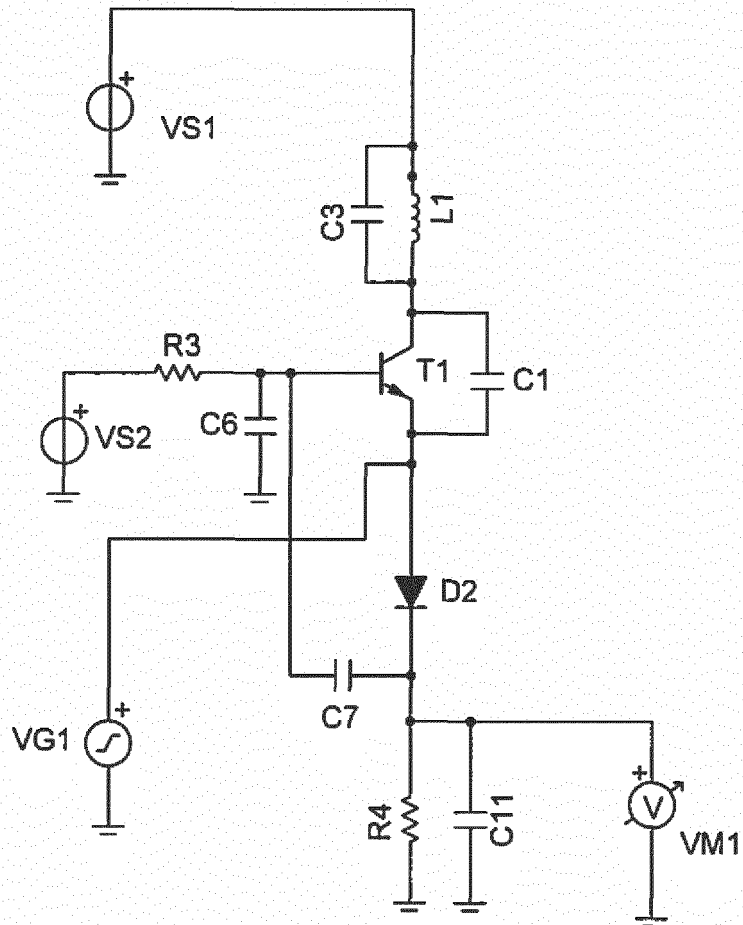 +
VS1
C3
L1
R3
T1
C1
+
VS2
C6
D2
C7
+
VG1
R4
C11
+
V
VM1